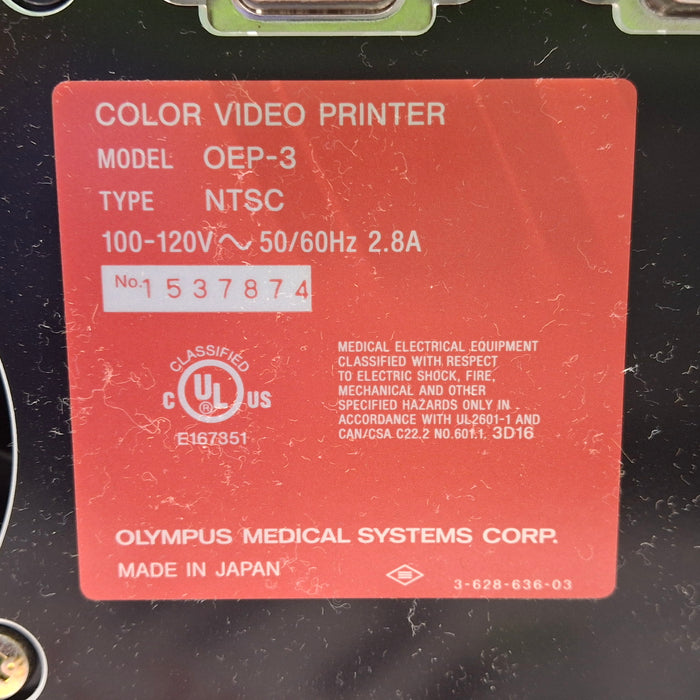 COLOR VIDEO PRINTER
MODEL OEP-3
TYPE NTSC
100-120V～ 50/60Hz 2.8A
No.1537874
CLASSIFIED
C UL® US
E167351
MEDICAL ELECTRICAL EQUIPMENT
CLASSIFIED WITH RESPECT
TO ELECTRIC SHOCK, FIRE,
MECHANICAL AND OTHER
SPECIFIED HAZARDS ONLY IN
ACCORDANCE WITH UL2601-1 AND
CAN/CSA C22.2 NO.601.1. 3D16
OLYMPUS MEDICAL SYSTEMS CORP.
MADE IN JAPAN
3-628-636-03